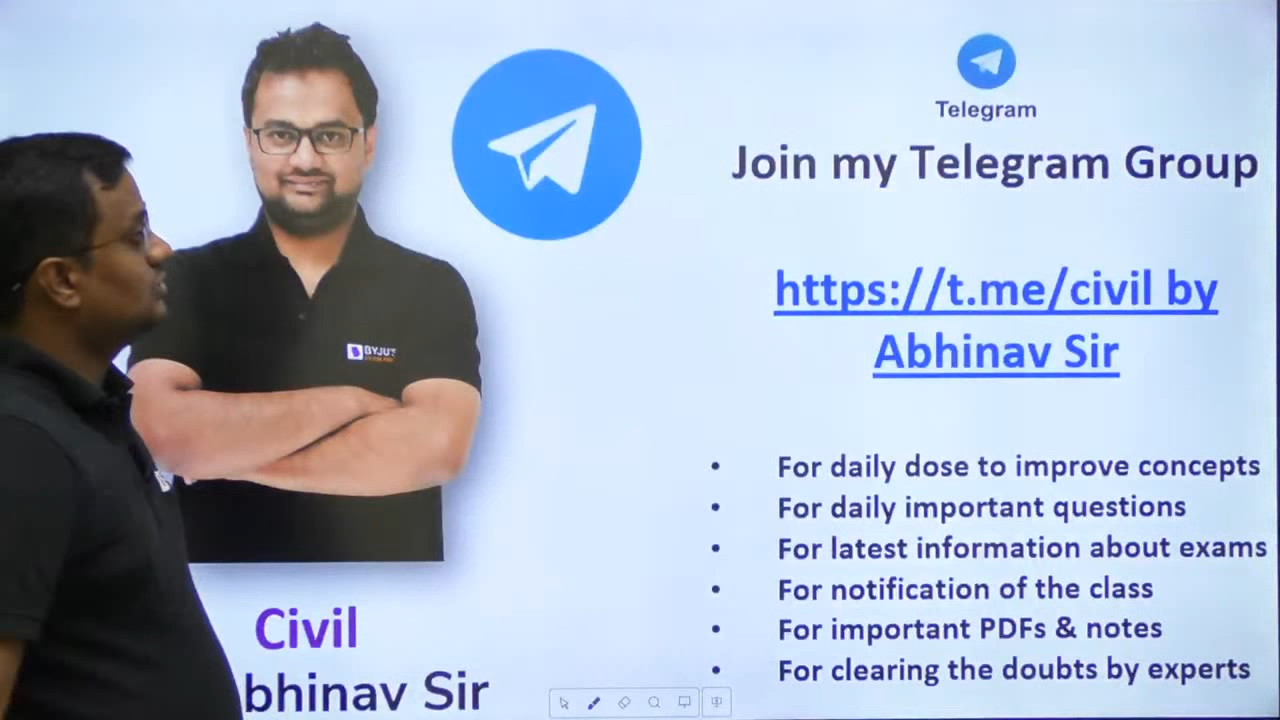 Telegram
Join my Telegram Group
https://t.me/civil by
Abhinav Sir
• For daily dose to improve concepts
• For daily important questions
• For latest information about exams
• For notification of the class
• For important PDFs & notes
• For clearing the doubts by experts
Civil
bhinav Sir